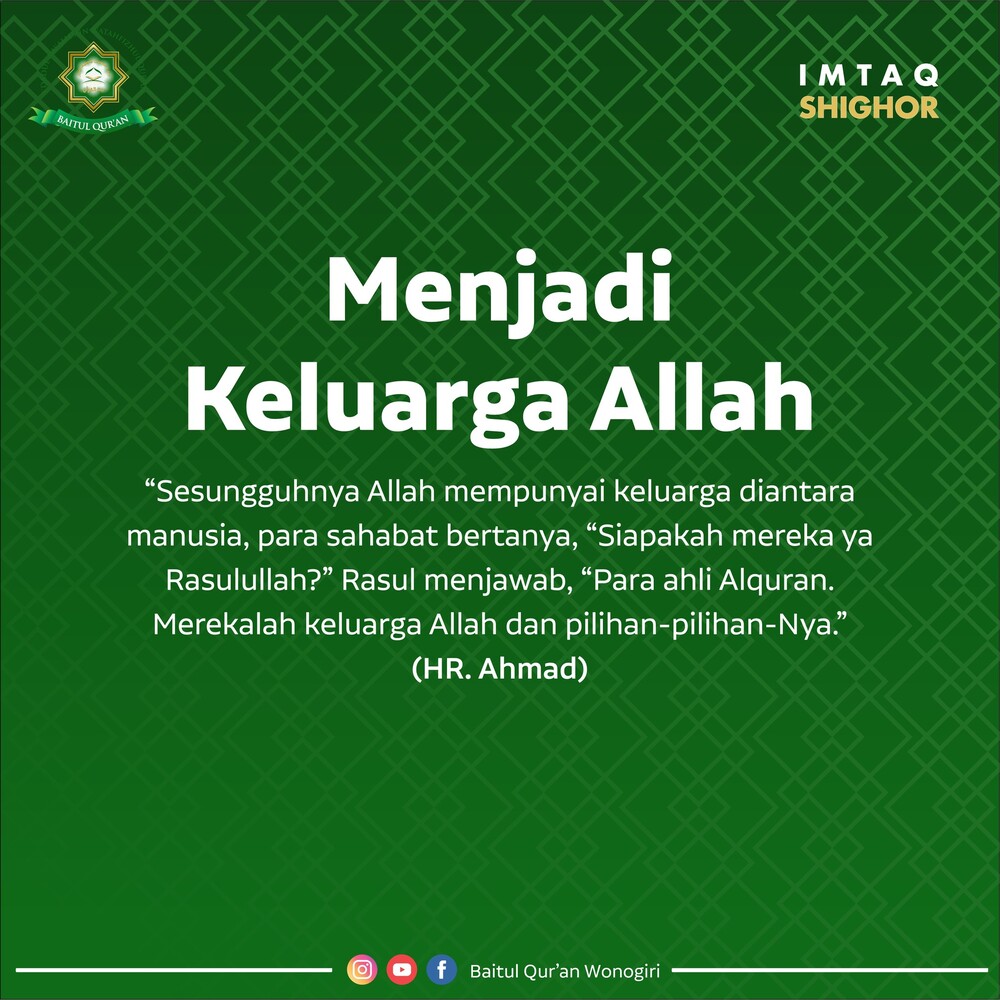 BAITUL QUR'AN
IMTAQ
SHIGHOR
Menjadi
Keluarga Allah
“Sesungguhnya Allah mempunyai keluarga diantara
manusia, para sahabat bertanya, “Siapakah mereka ya
Rasulullah?” Rasul menjawab, “Para ahli Alquran.
Merekalah keluarga Allah dan pilihan-pilihan-Nya.”
(HR. Ahmad)
Baitul Qur’an Wonogiri